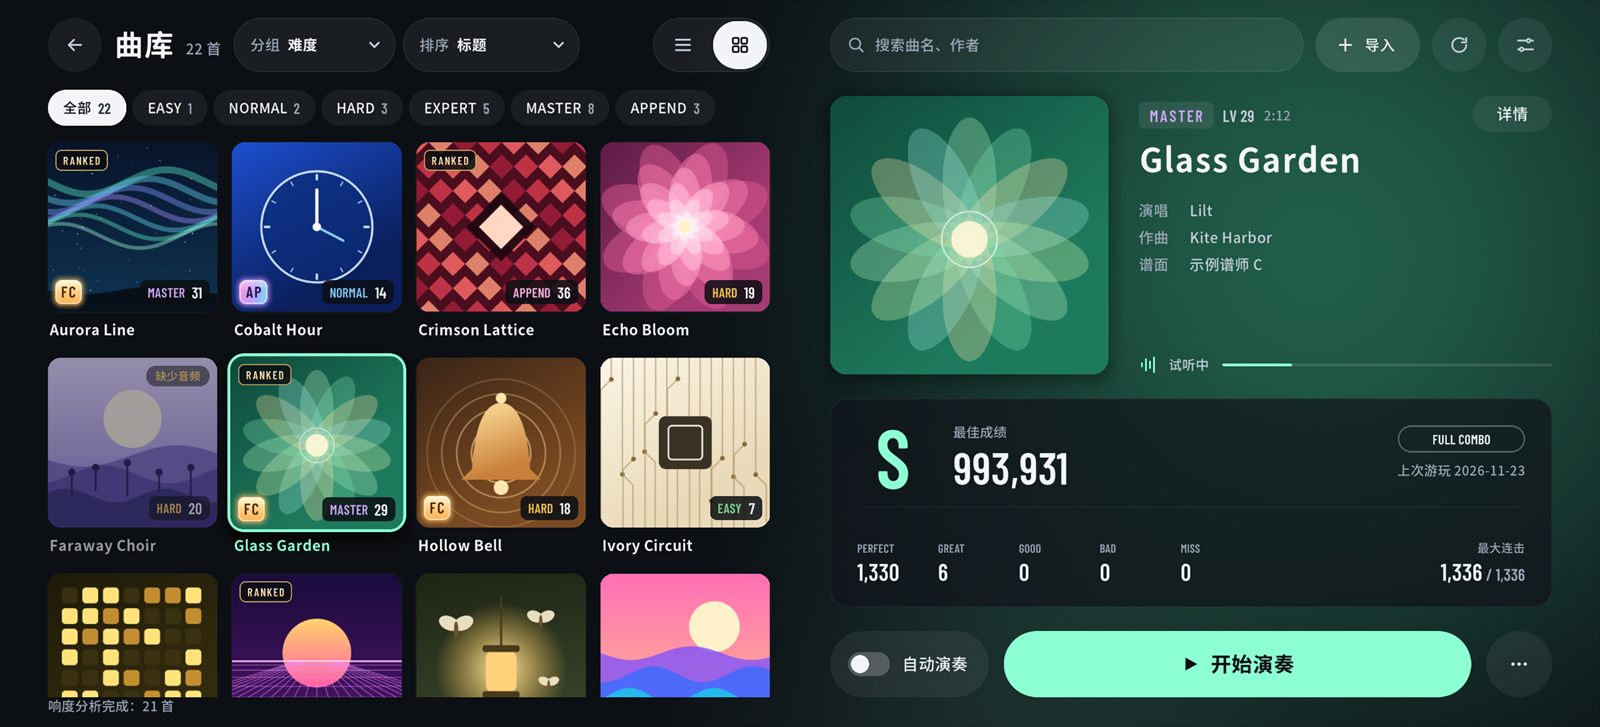 曲库 22 首 分组 难度 排序 标题
搜索曲名、作者 导入
全部 22 EASY 1 NORMAL 2 HARD 3 EXPERT 5 MASTER 8 APPEND 3
RANKED
FC MASTER 31
Aurora Line
AP NORMAL 14
Cobalt Hour
RANKED
APPEND 36
Crimson Lattice
HARD 19
Echo Bloom
缺少音频
HARD 20
Faraway Choir
RANKED
FC MASTER 29
Glass Garden
FC HARD 18
Hollow Bell
EASY 7
Ivory Circuit
RANKED
响度分析完成：21 首
MASTER LV 29 2:12 详情
Glass Garden
演唱 Lilt
作曲 Kite Harbor
谱面 示例谱师 C
试听中
S 最佳成绩 FULL COMBO
993,931 上次游玩 2026-11-23
PERFECT GREAT GOOD BAD MISS 最大连击
1,330 6 0 0 0 1,336 / 1,336
自动演奏 开始演奏